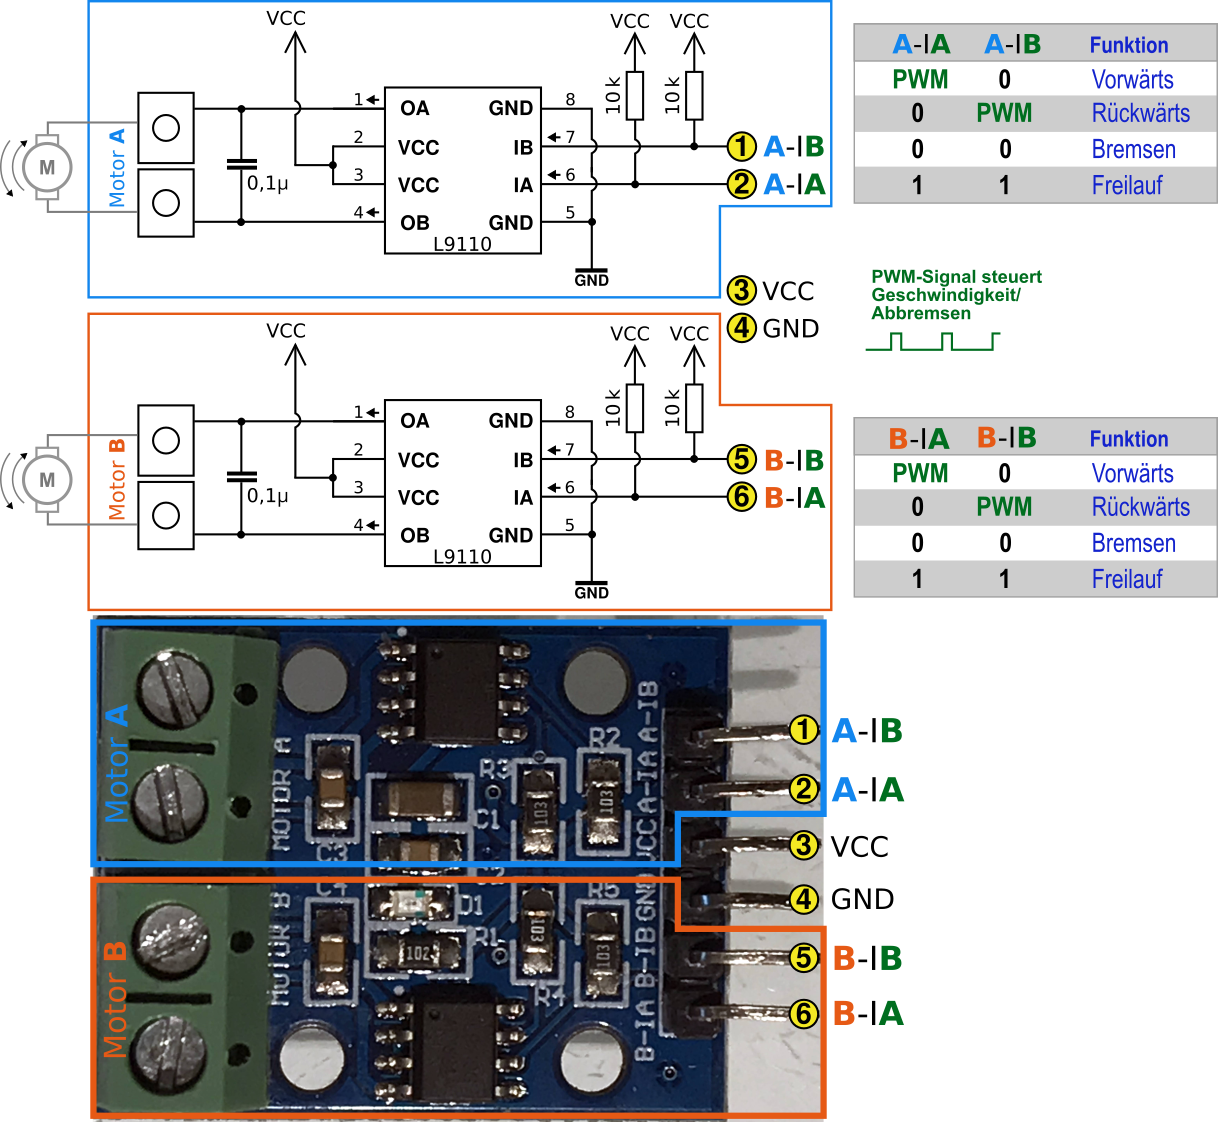 VCC
VCC
VCC
10 k
10 k
1
OA
GND
8
2
VCC
IB
7
1
A-IB
3
VCC
IA
6
2
A-IA
4
OB
GND
5
L9110
GND
0,1µ
M
Motor A
A-IA A-IB Funktion
PWM 0 Vorwärts
0 PWM Rückwärts
0 0 Bremsen
1 1 Freilauf
3 VCC
4 GND
PWM-Signal steuert
Geschwindigkeit/
Abbremsen
VCC
VCC
VCC
10 k
10 k
1
OA
GND
8
2
VCC
IB
7
5
B-IB
3
VCC
IA
6
6
B-IA
4
OB
GND
5
L9110
GND
0,1µ
M
Motor B
B-IA B-IB Funktion
PWM 0 Vorwärts
0 PWM Rückwärts
0 0 Bremsen
1 1 Freilauf
Motor A
MOTOR A
R2
R3
103
103
C1
C3
C2
A-IB
A-IA
VCC
GND
B-IB
B-IA
1 A-IB
2 A-IA
3 VCC
4 GND
5 B-IB
6 B-IA
Motor B
MOTOR B
D1
R1
102
103
103
R4